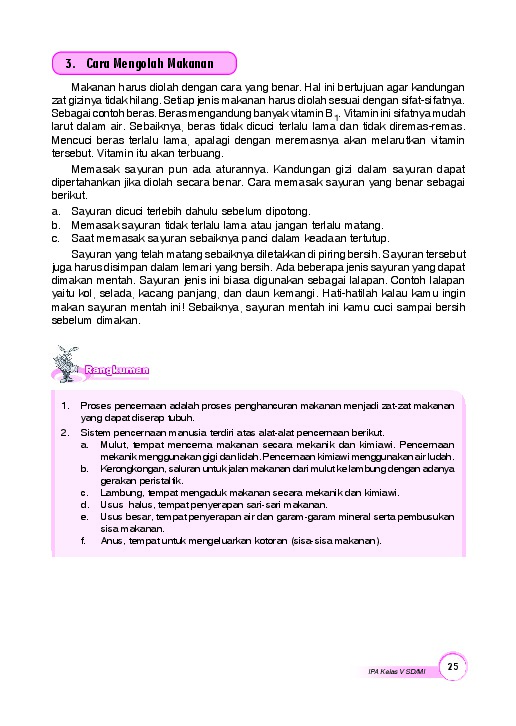 3. Cara Mengolah Makanan
Makanan harus diolah dengan cara yang benar. Hal ini bertujuan agar kandungan
zat gizinya tidak hilang. Setiap jenis makanan harus diolah sesuai dengan sifat-sifatnya.
Sebagai contoh beras. Beras mengandung banyak vitamin B1. Vitamin ini sifatnya mudah
larut dalam air. Sebaiknya, beras tidak dicuci terlalu lama dan tidak diremas-remas.
Mencuci beras terlalu lama, apalagi dengan meremasnya akan melarutkan vitamin
tersebut. Vitamin itu akan terbuang.
Memasak sayuran pun ada aturannya. Kandungan gizi dalam sayuran dapat
dipertahankan jika diolah secara benar. Cara memasak sayuran yang benar sebagai
berikut.
a. Sayuran dicuci terlebih dahulu sebelum dipotong.
b. Memasak sayuran tidak terlalu lama atau jangan terlalu matang.
c. Saat memasak sayuran sebaiknya panci dalam keadaan tertutup.
Sayuran yang telah matang sebaiknya diletakkan di piring bersih. Sayuran tersebut
juga harus disimpan dalam lemari yang bersih. Ada beberapa jenis sayuran yang dapat
dimakan mentah. Sayuran jenis ini biasa digunakan sebagai lalapan. Contoh lalapan
yaitu kol, selada, kacang panjang, dan daun kemangi. Hati-hatilah kalau kamu ingin
makan sayuran mentah ini! Sebaiknya, sayuran mentah ini kamu cuci sampai bersih
sebelum dimakan.
Rangkuman
1. Proses pencernaan adalah proses penghancuran makanan menjadi zat-zat makanan
yang dapat diserap tubuh.
2. Sistem pencernaan manusia terdiri atas alat-alat pencernaan berikut.
a. Mulut, tempat mencerna makanan secara mekanik dan kimiawi. Pencernaan
mekanik menggunakan gigi dan lidah. Pencernaan kimiawi menggunakan air ludah.
b. Kerongkongan, saluran untuk jalan makanan dari mulut ke lambung dengan adanya
gerakan peristaltik.
c. Lambung, tempat mengaduk makanan secara mekanik dan kimiawi.
d. Usus halus, tempat penyerapan sari-sari makanan.
e. Usus besar, tempat penyerapan air dan garam-garam mineral serta pembusukan
sisa makanan.
f. Anus, tempat untuk mengeluarkan kotoran (sisa-sisa makanan).
IPA Kelas V SD/MI 25